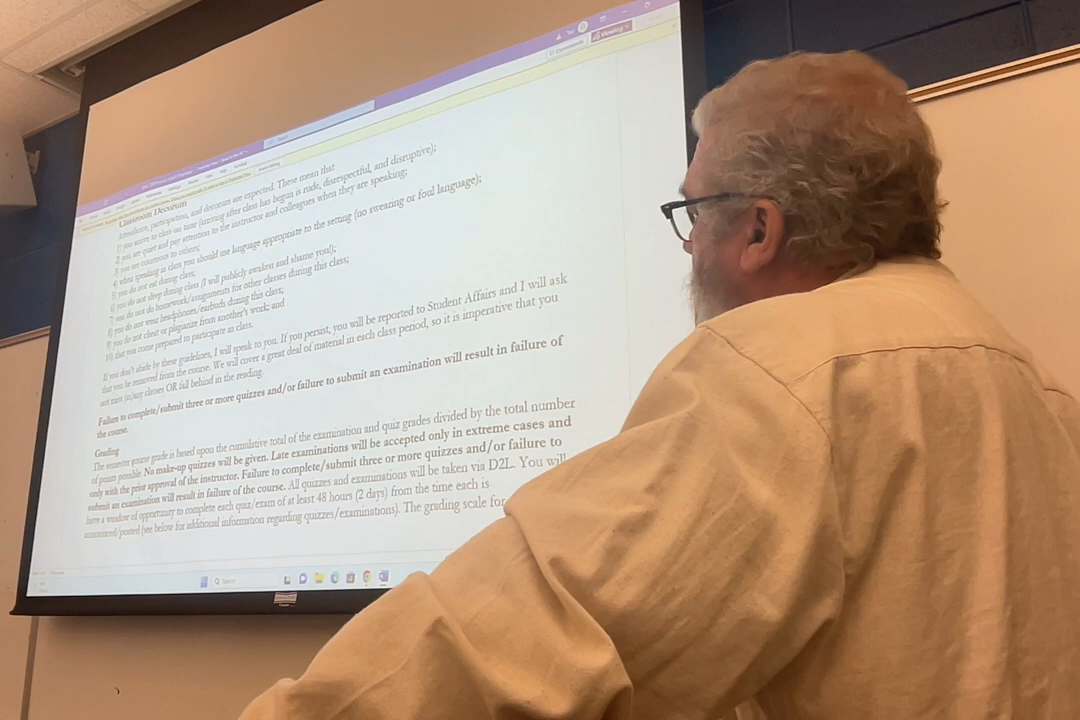 Comments
Viewing
Classroom Decorum
Attendance, participation, and decorum are expected. These mean that
1) you arrive to class on time (arriving after class has begun is rude, disrespectful, and disruptive);
2) you are quiet and pay attention to the instructor and colleagues when they are speaking;
3) you are courteous to others;
4) when speaking in class you should use language appropriate to the setting (no swearing or foul language);
5) you do not eat during class;
6) you do not sleep during class (I will publicly awaken and shame you!);
7) you do not do homework/assignments for other classes during this class;
8) you do not wear headphones/earbuds during this class;
9) you do not cheat or plagiarize from another's work; and
10) that you come prepared to participate in class.
If you don't abide by these guidelines, I will speak to you. If you persist, you will be reported to Student Affairs and I will ask
that you be removed from the course. We will cover a great deal of material in each class period, so it is imperative that you
not miss (m)any classes OR fall behind in the reading.
Failure to complete/submit three or more quizzes and/or failure to submit an examination will result in failure of
the course.
Grading
The semester course grade is based upon the cumulative total of the examination and quiz grades divided by the total number
of points possible. No make-up quizzes will be given. Late examinations will be accepted only in extreme cases and
only with the prior approval of the instructor. Failure to complete/submit three or more quizzes and/or failure to
submit an examination will result in failure of the course. All quizzes and examinations will be taken via D2L. You will
have a window of opportunity to complete each quiz/exam of at least 48 hours (2 days) from the time each is
announced/posted (see below for additional information regarding quizzes/examinations). The grading scale for
Search